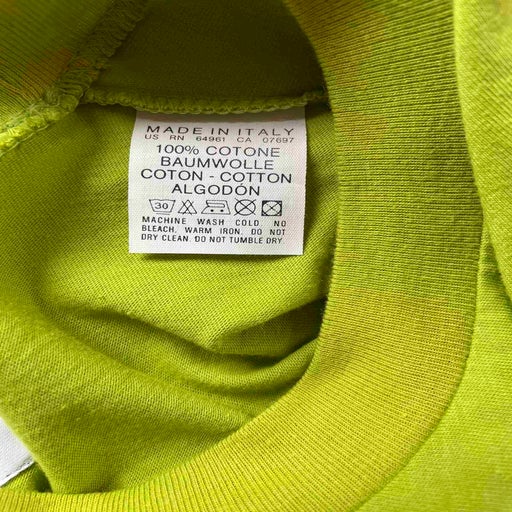 MADE IN ITALY
US RN 64961 CA 07697
100% COTONE
BAUMWOLLE
COTON - COTTON
ALGODÓN
30
MACHINE WASH COLD. NO
BLEACH. WARM IRON. DO NOT
DRY CLEAN. DO NOT TUMBLE DRY.